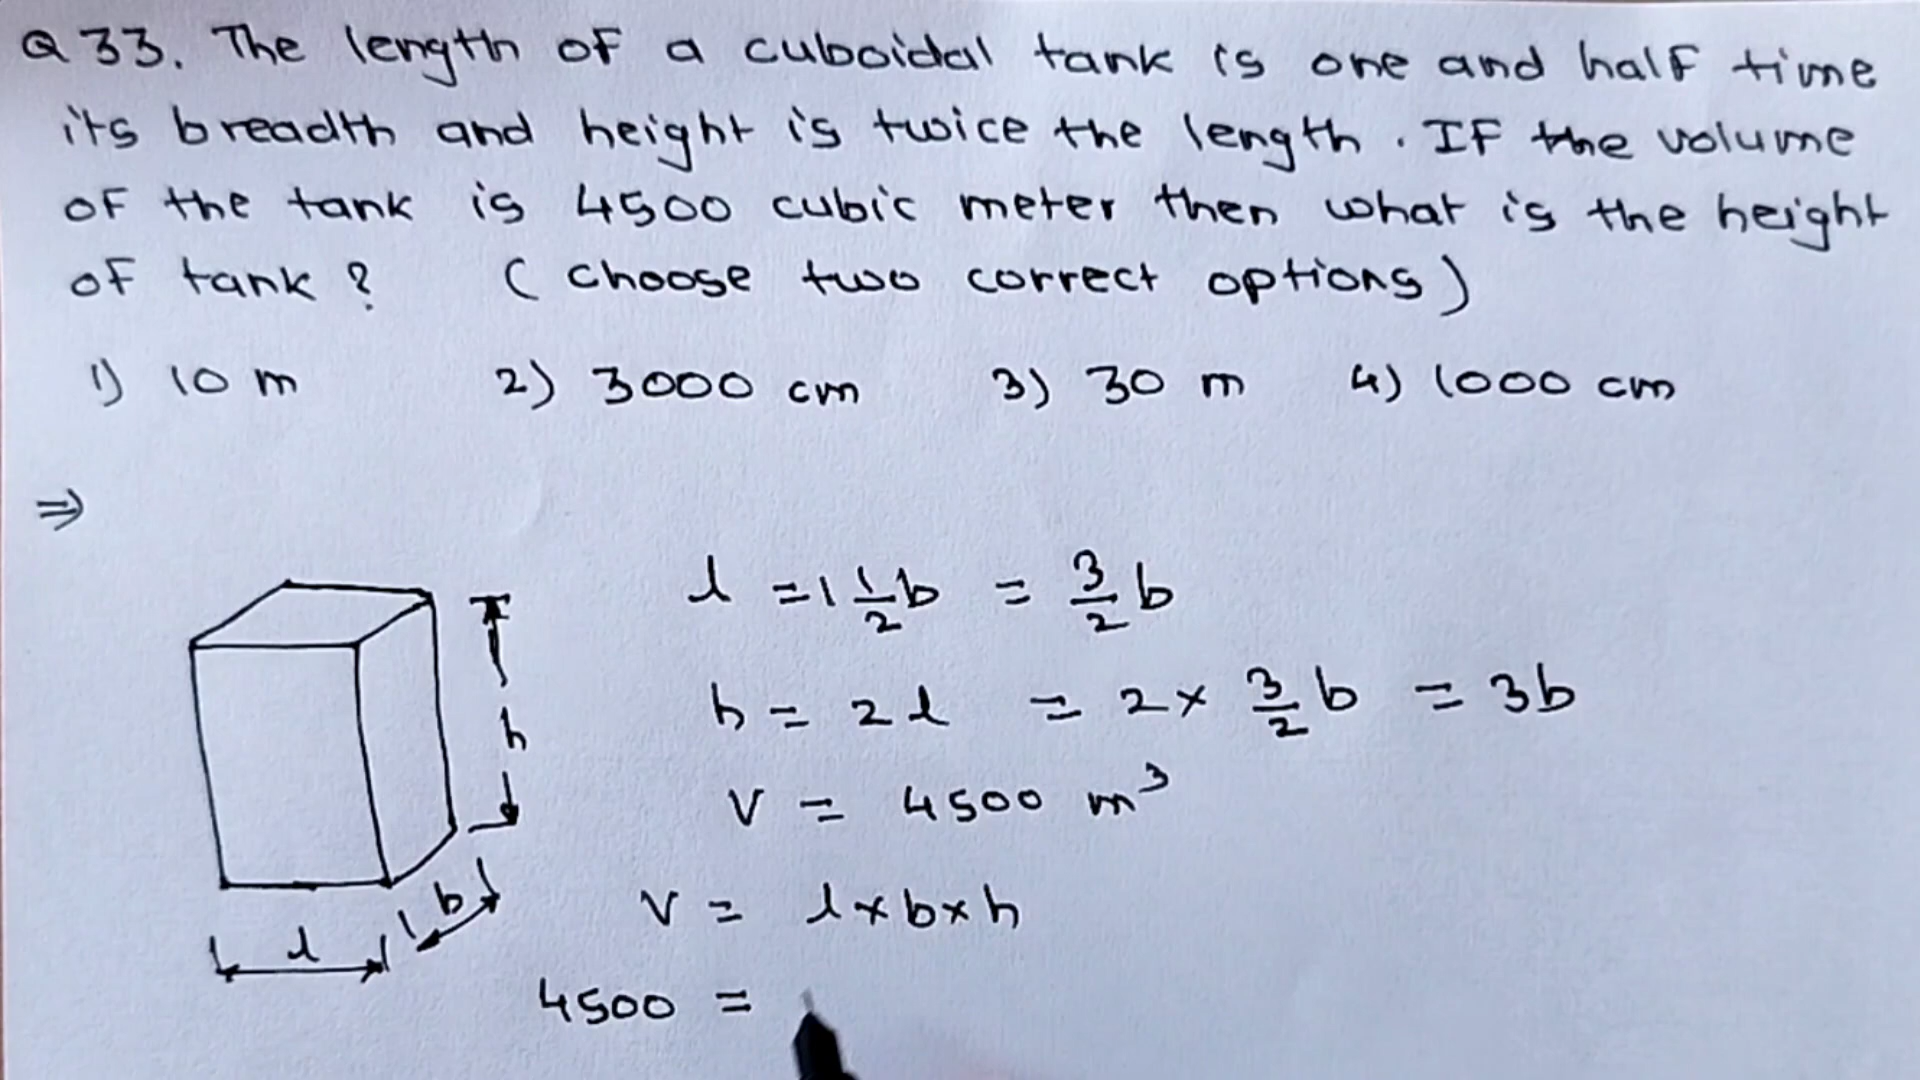 Q 33. The length of a cuboidal tank is one and half time
its breadth and height is twice the length. If the volume
of the tank is 4500 cubic meter then what is the height
of tank ? ( choose two correct options )
1) 10 m 2) 3000 cm 3) 30 m 4) 1000 cm
⇒
l = 1 1/2 b = 3/2 b
h = 2l = 2 × 3/2 b = 3b
h
V = 4500 m³
b
V = l × b × h
l
4500 =